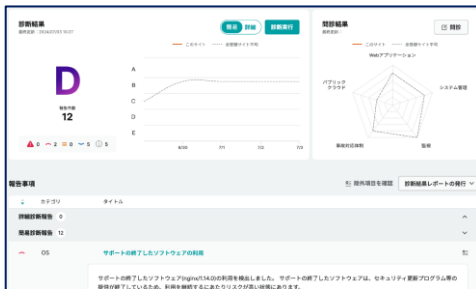 診断結果
最終更新：2024/07/03 10:27
簡易 詳細 診断実行
このサイト 全登録サイト平均
D
報告件数
12
0 2 0 5 5
A
B
C
D
E
6/30 7/1 7/2 7/3
問診結果
最終更新：
問診
このサイト 全登録サイト平均
Webアプリケーション
パブリック
クラウド
システム管理
事故対応体制
監視
報告事項
除外項目を確認 診断結果レポートの発行
カテゴリ タイトル
詳細診断報告 0
簡易診断報告 12
OS サポートの終了したソフトウェアの利用
サポートの終了したソフトウェア(nginx/1.14.0)の利用を検出しました。 サポートの終了したソフトウェアは、セキュリティ更新プログラム等の
提供が終了しているため、利用を継続するにあたりリスクが高い状態にあります。